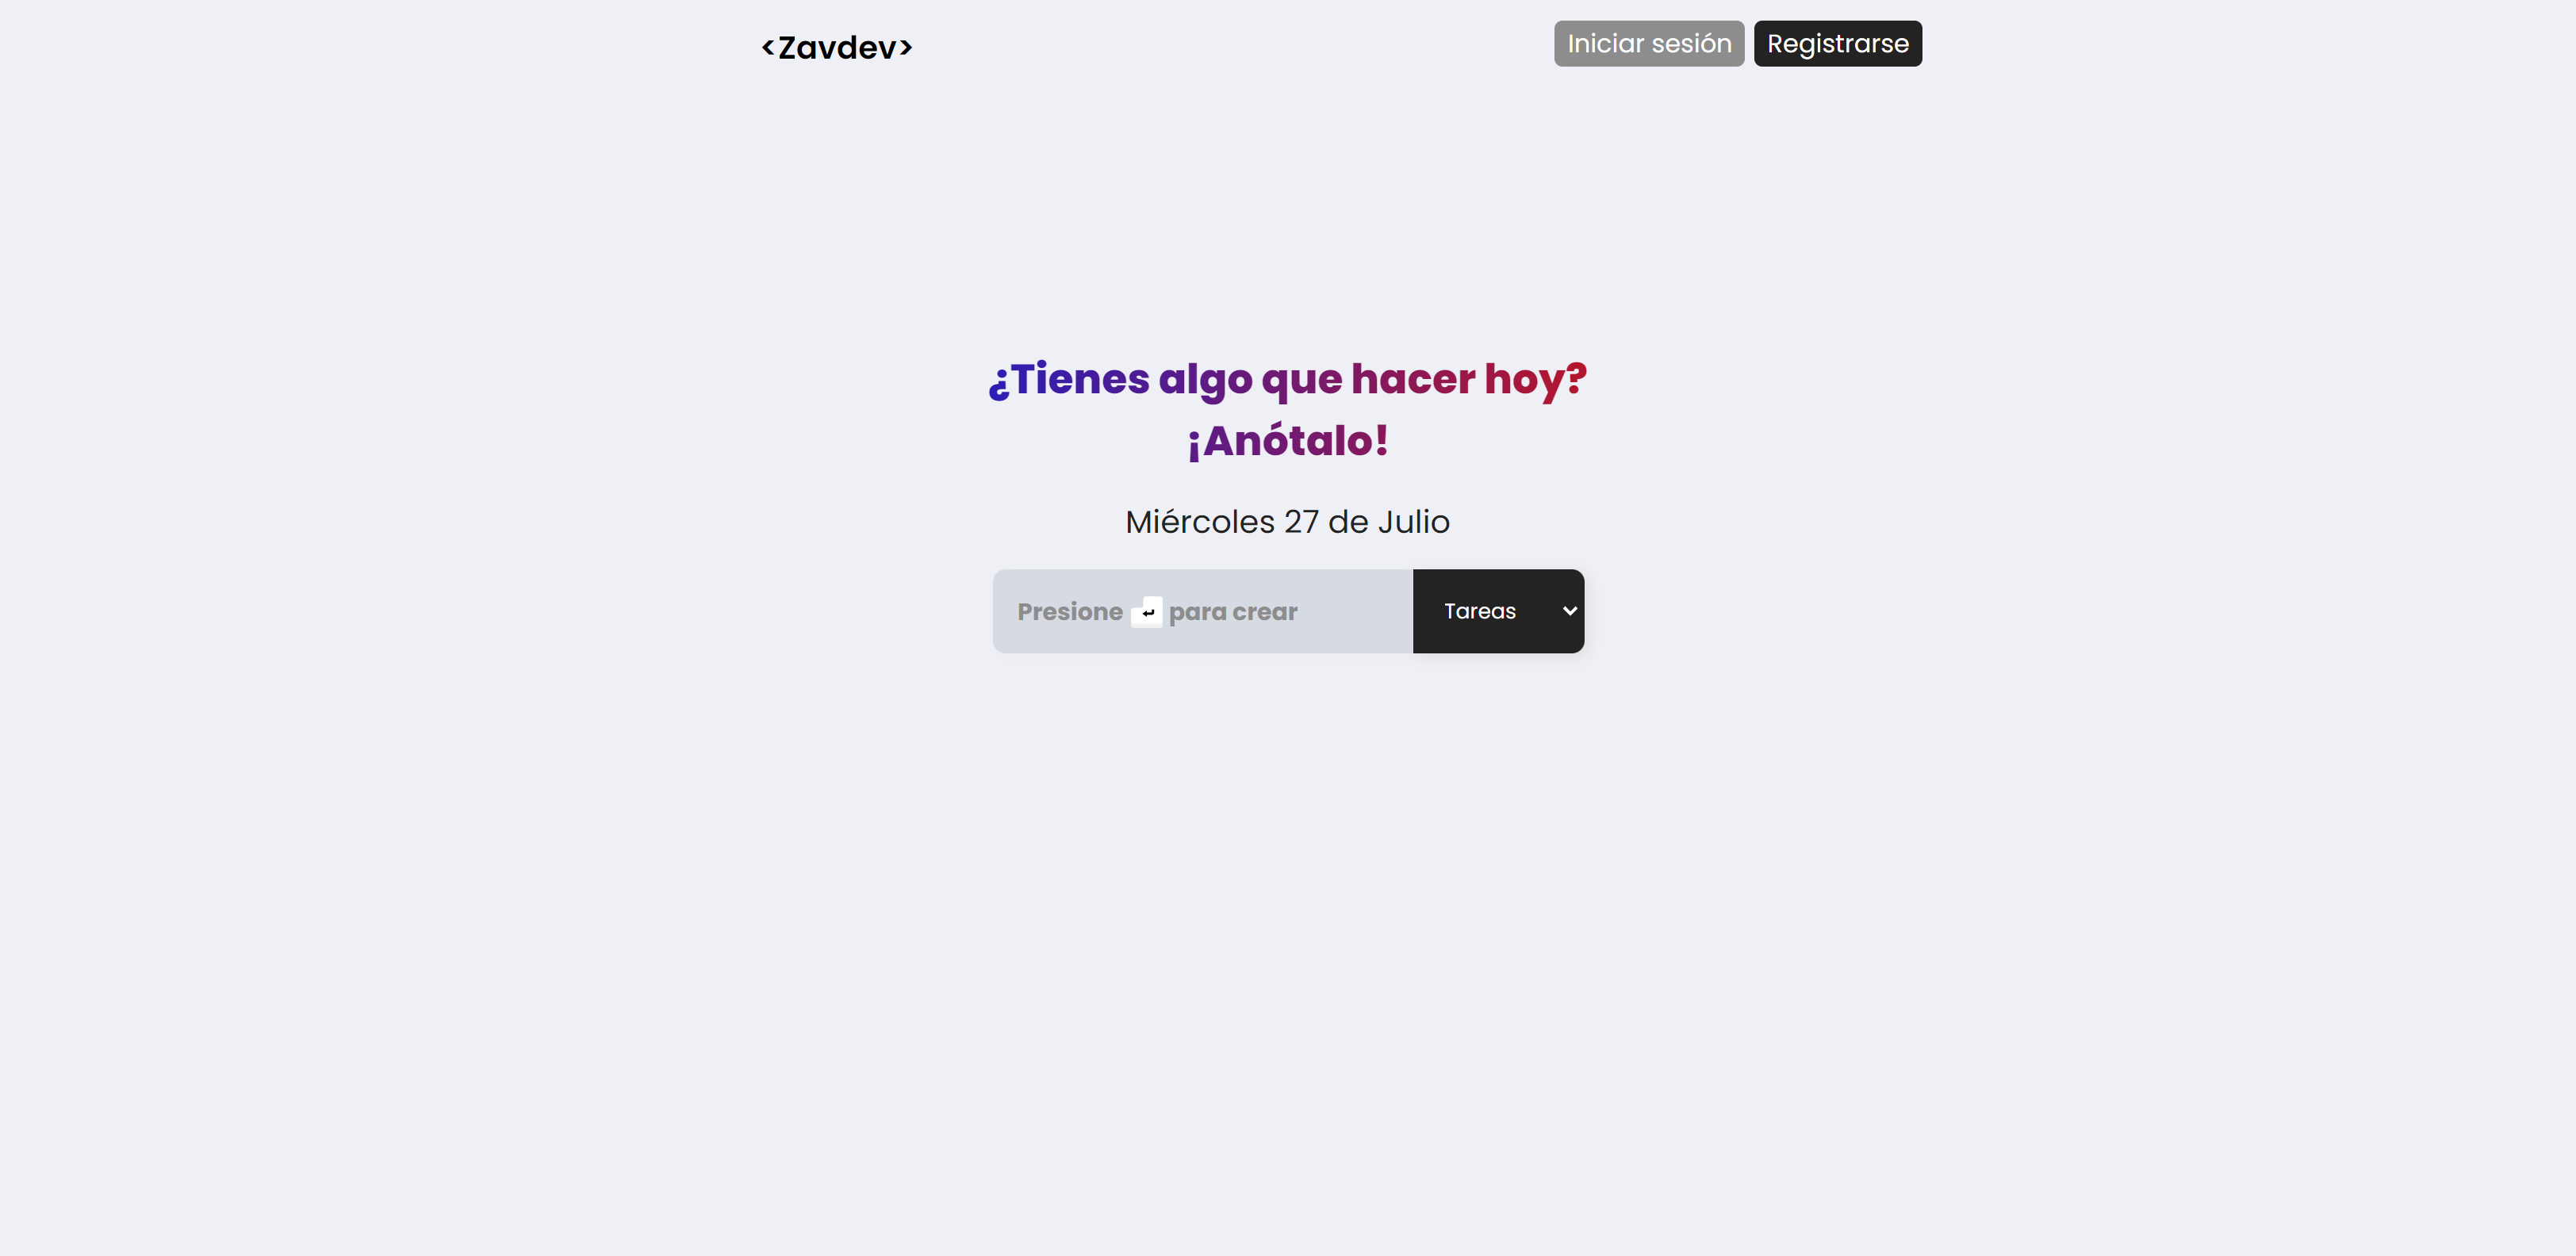 <Zavdev>
Iniciar sesión
Registrarse
¿Tienes algo que hacer hoy?
¡Anótalo!
Miércoles 27 de Julio
Presione para crear
Tareas